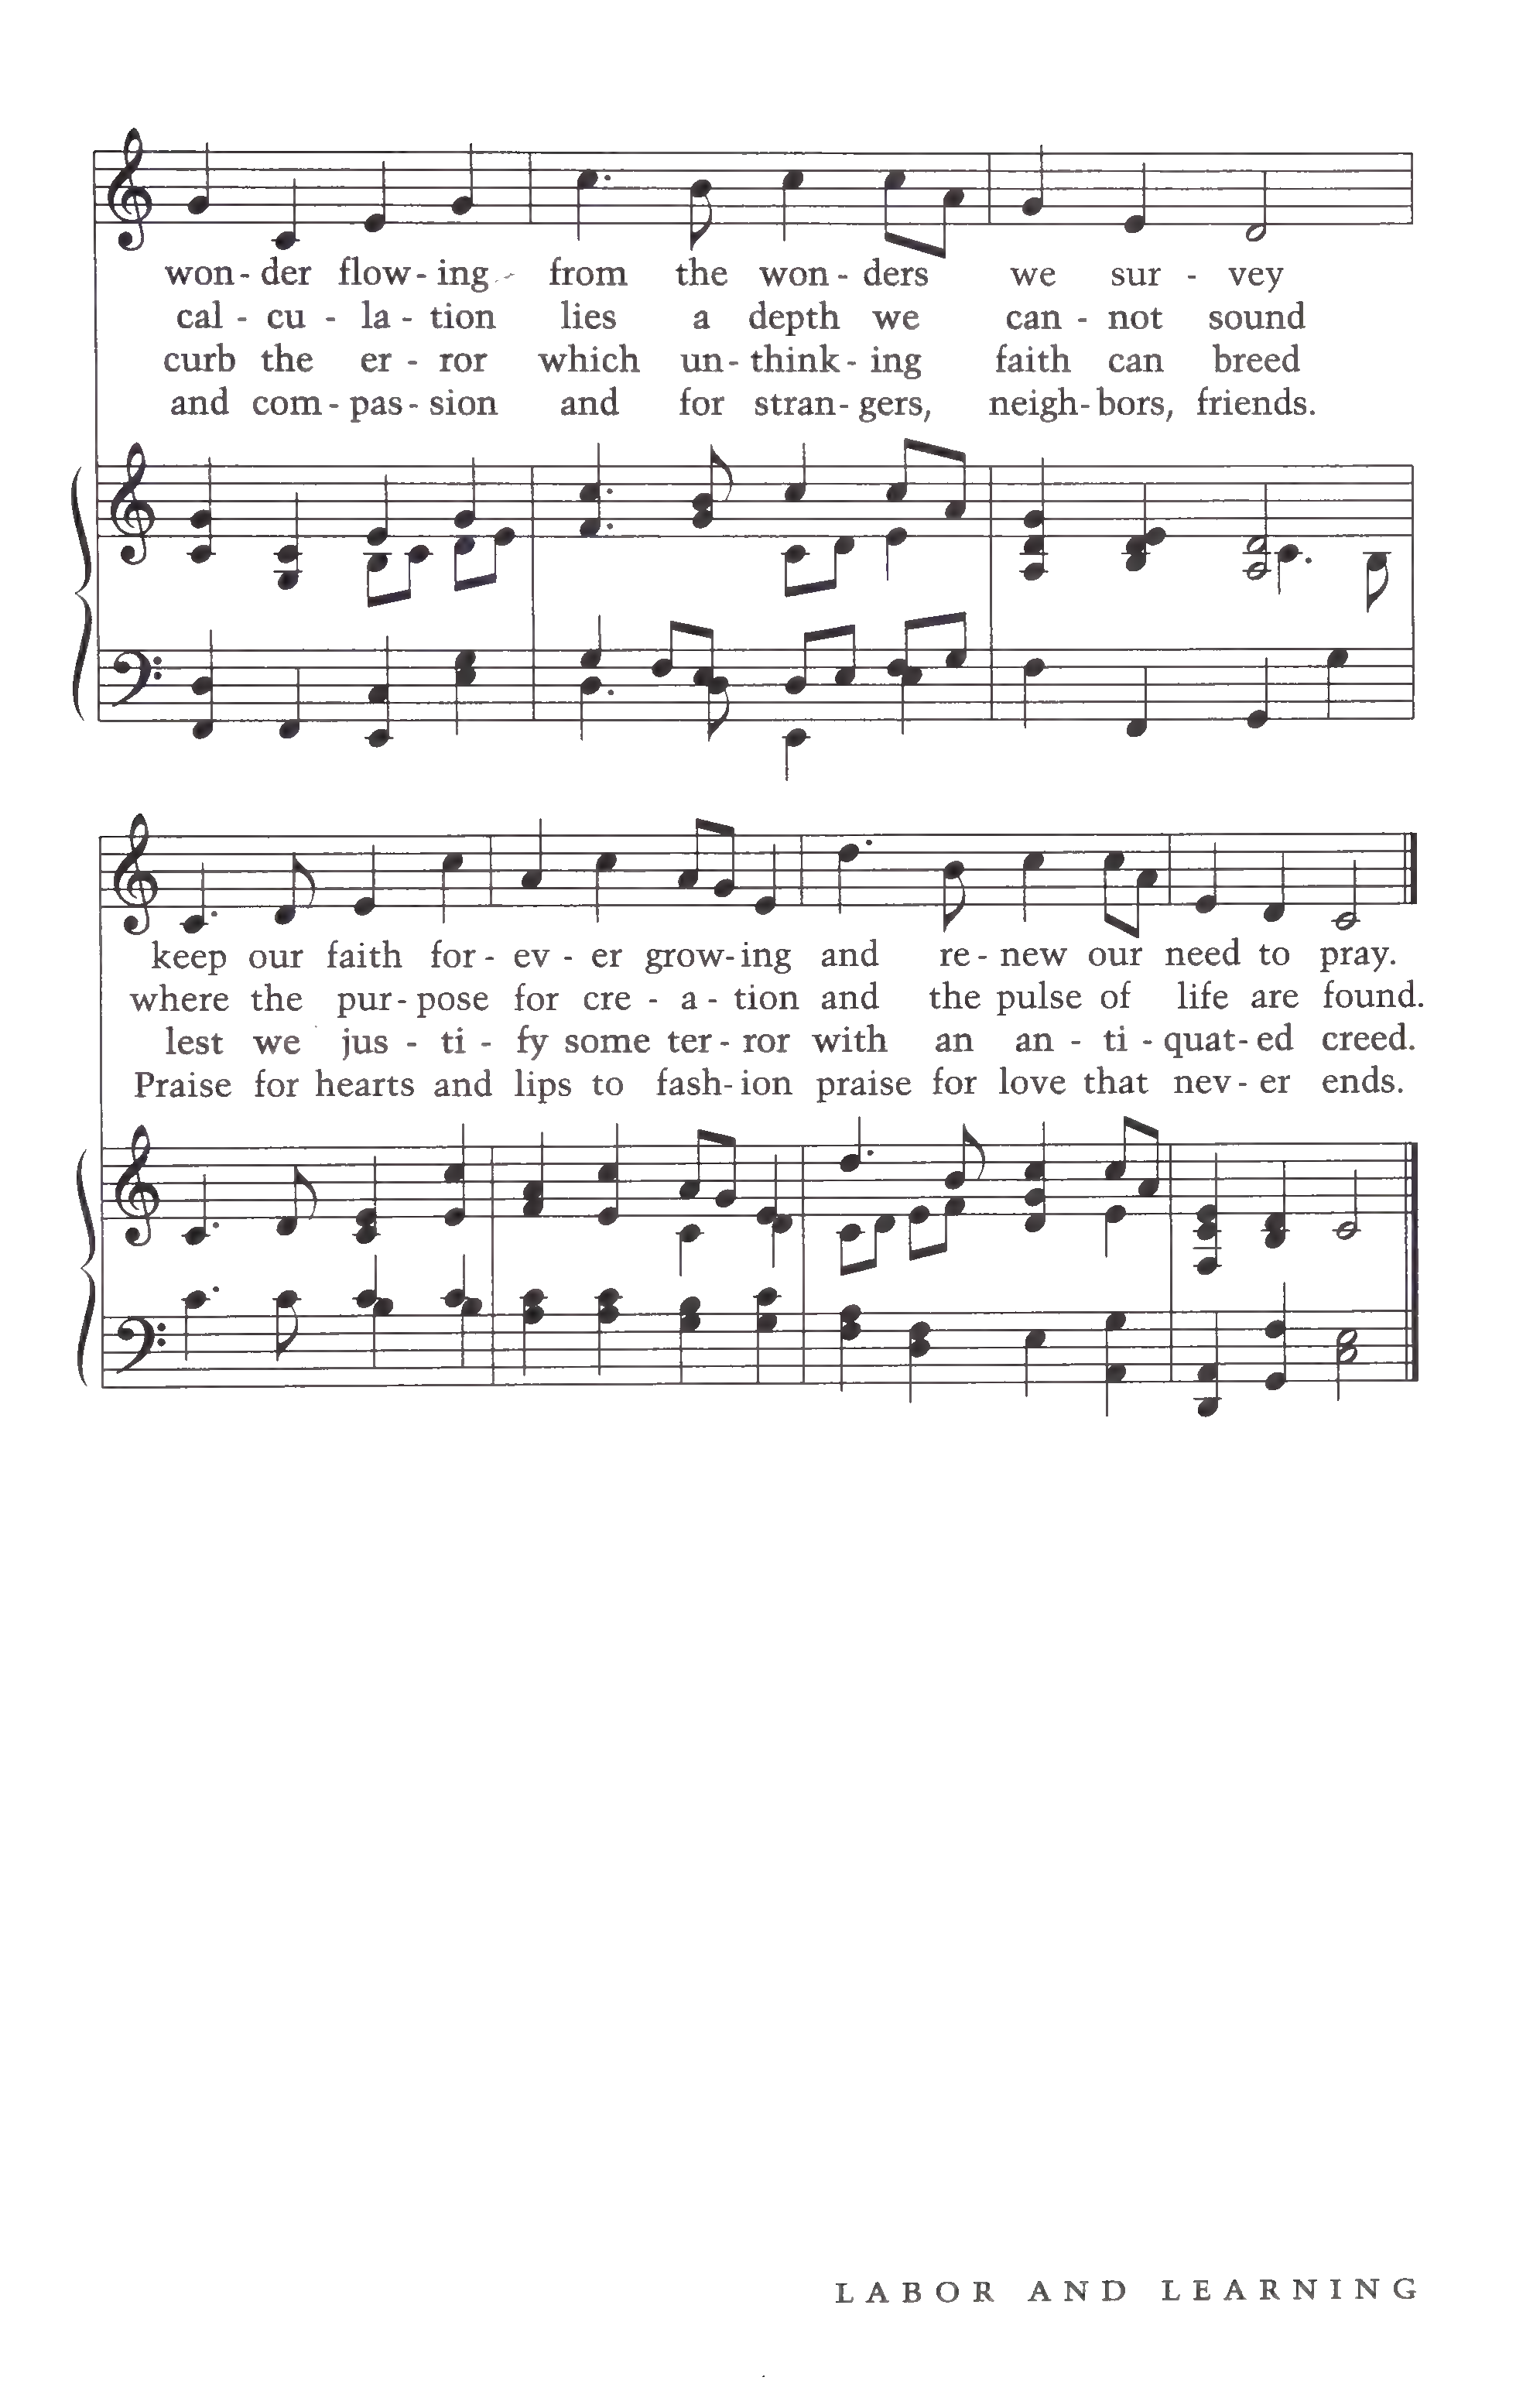 won - der flow - ing - from the won - ders we sur - vey
cal - cu - la - tion lies a depth we can - not sound
curb the er - ror which un - think - ing faith can breed
and com - pas - sion and for stran - gers, neigh - bors, friends.
keep our faith for - ev - er grow - ing and re - new our need to pray.
where the pur - pose for cre - a - tion and the pulse of life are found.
lest we jus - ti - fy some ter - ror with an an - ti - quat - ed creed.
Praise for hearts and lips to fash - ion praise for love that nev - er ends.
LABOR AND LEARNING